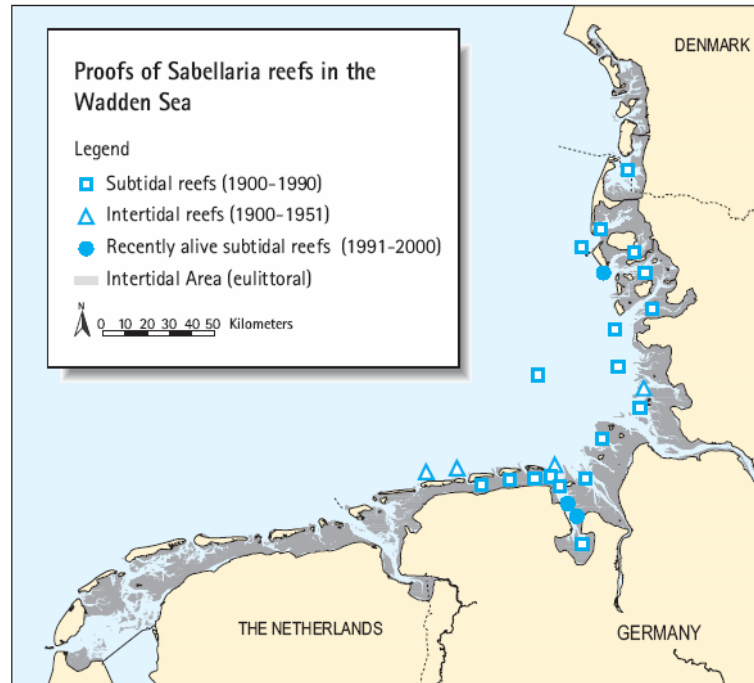 DENMARK
Proofs of Sabellaria reefs in the
Wadden Sea
Legend
Subtidal reefs (1900-1990)
Intertidal reefs (1900-1951)
Recently alive subtidal reefs (1991-2000)
Intertidal Area (eulittoral)
N
0 10 20 30 40 50 Kilometers
THE NETHERLANDS
GERMANY